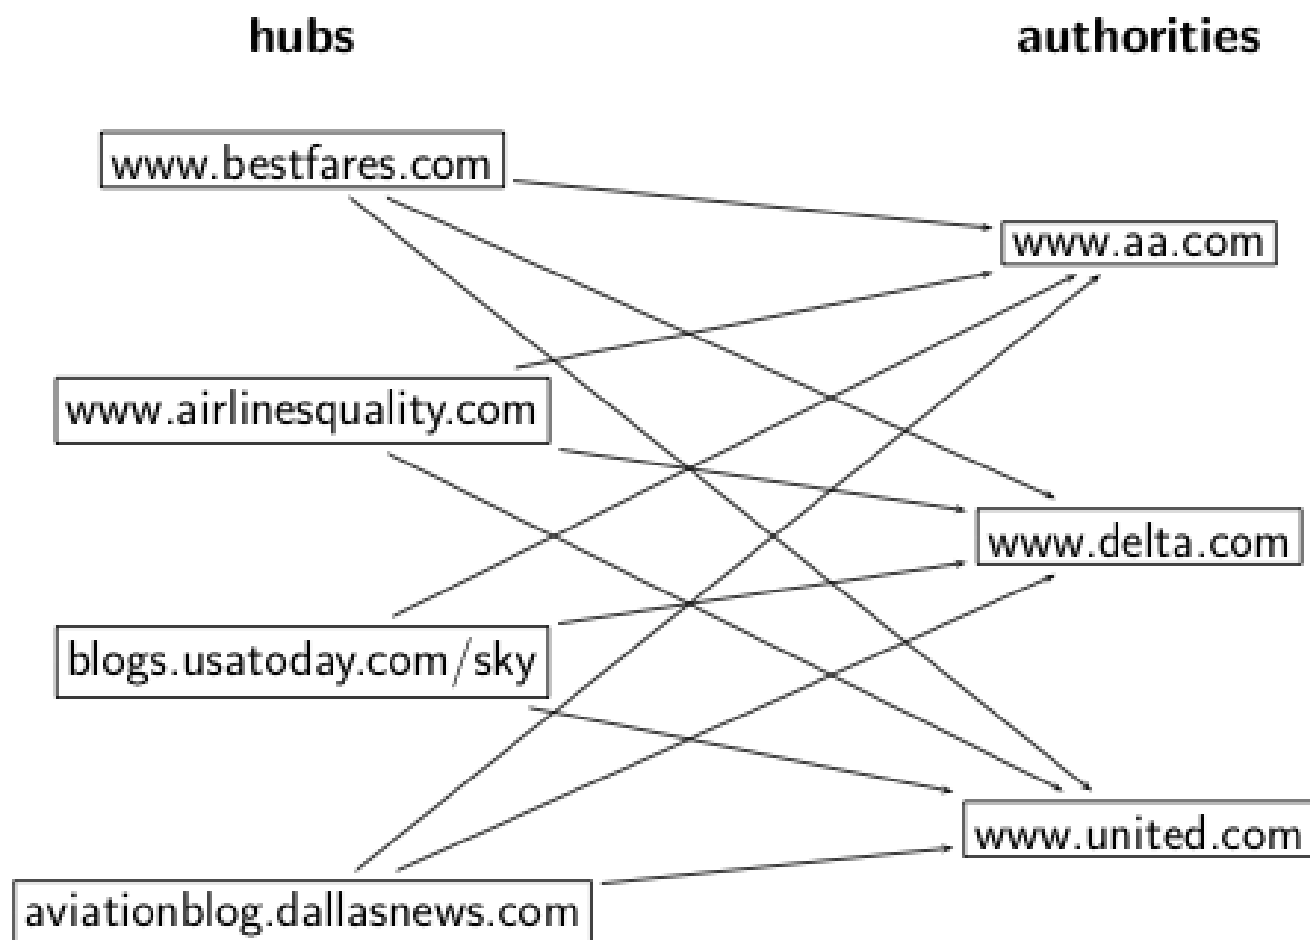 hubs
authorities
www.bestfares.com
www.aa.com
www.airlinesquality.com
www.delta.com
blogs.usatoday.com/sky
www.united.com
aviationblog.dallasnews.com